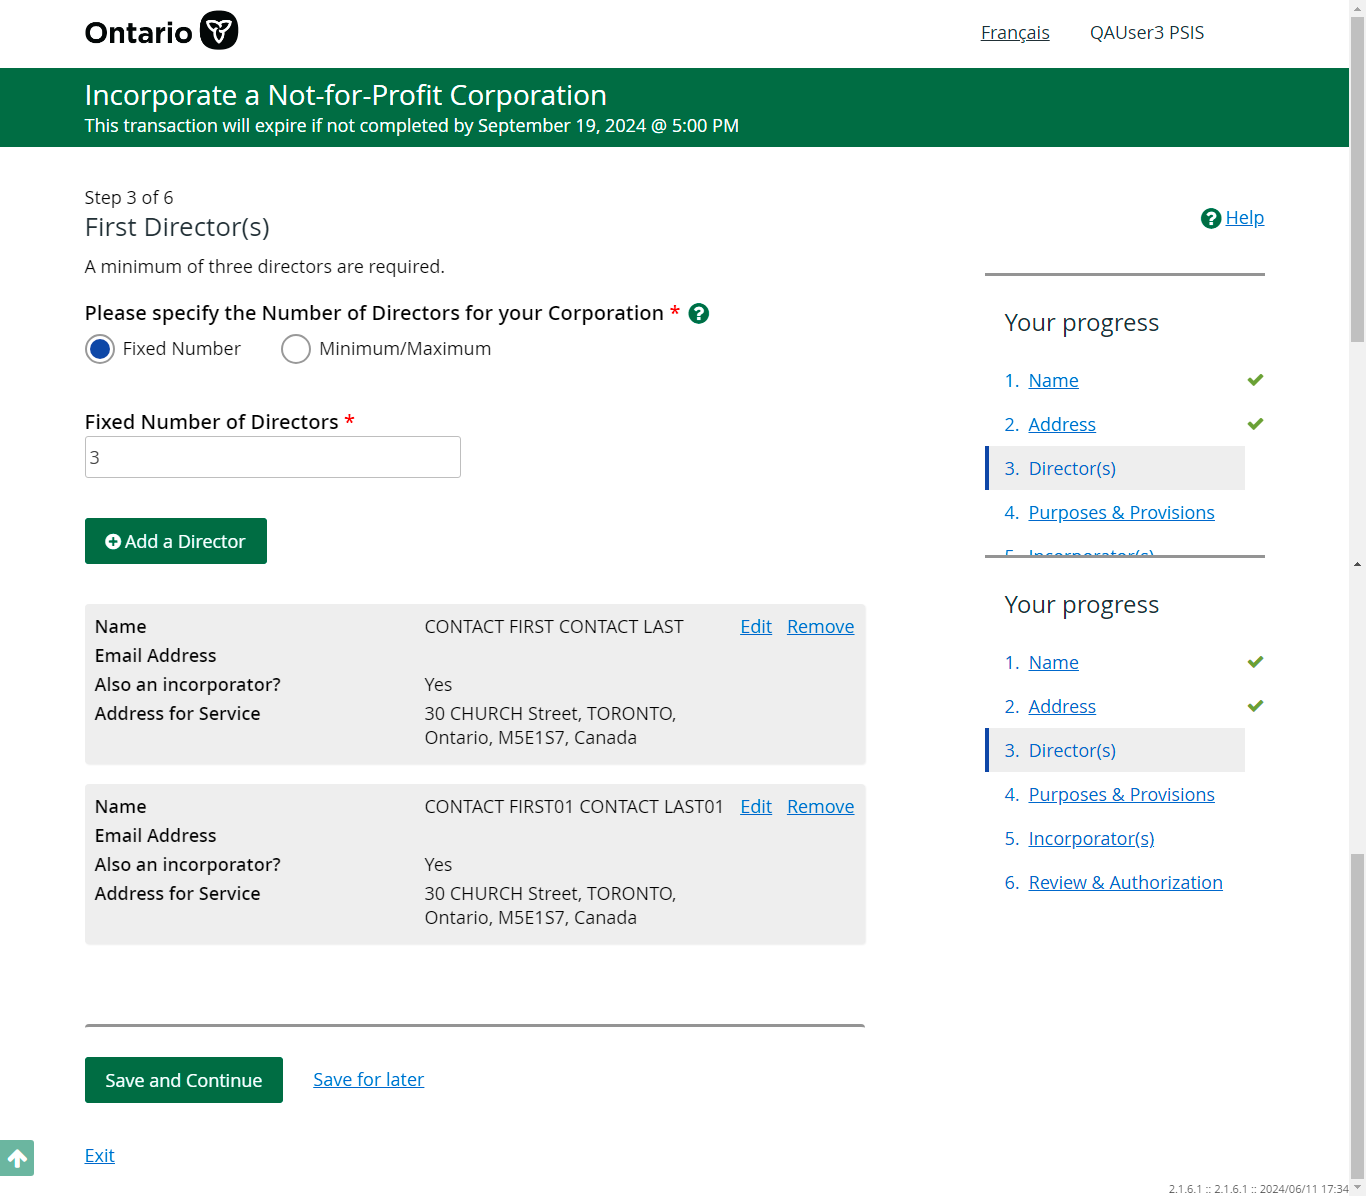 Ontario
Français
QAUser3 PSIS
Incorporate a Not-for-Profit Corporation
This transaction will expire if not completed by September 19, 2024 @ 5:00 PM
Step 3 of 6
First Director(s)
Help
A minimum of three directors are required.
Please specify the Number of Directors for your Corporation * ?
Fixed Number
Minimum/Maximum
Fixed Number of Directors *
3
Add a Director
Name CONTACT FIRST CONTACT LAST Edit Remove
Email Address
Also an incorporator? Yes
Address for Service 30 CHURCH Street, TORONTO,
Ontario, M5E1S7, Canada
Name CONTACT FIRST01 CONTACT LAST01 Edit Remove
Email Address
Also an incorporator? Yes
Address for Service 30 CHURCH Street, TORONTO,
Ontario, M5E1S7, Canada
Save and Continue
Save for later
Exit
Your progress
1. Name
2. Address
3. Director(s)
4. Purposes & Provisions
5. Incorporator(s)
Your progress
1. Name
2. Address
3. Director(s)
4. Purposes & Provisions
5. Incorporator(s)
6. Review & Authorization
2.1.6.1 :: 2.1.6.1 :: 2024/06/11 17:34